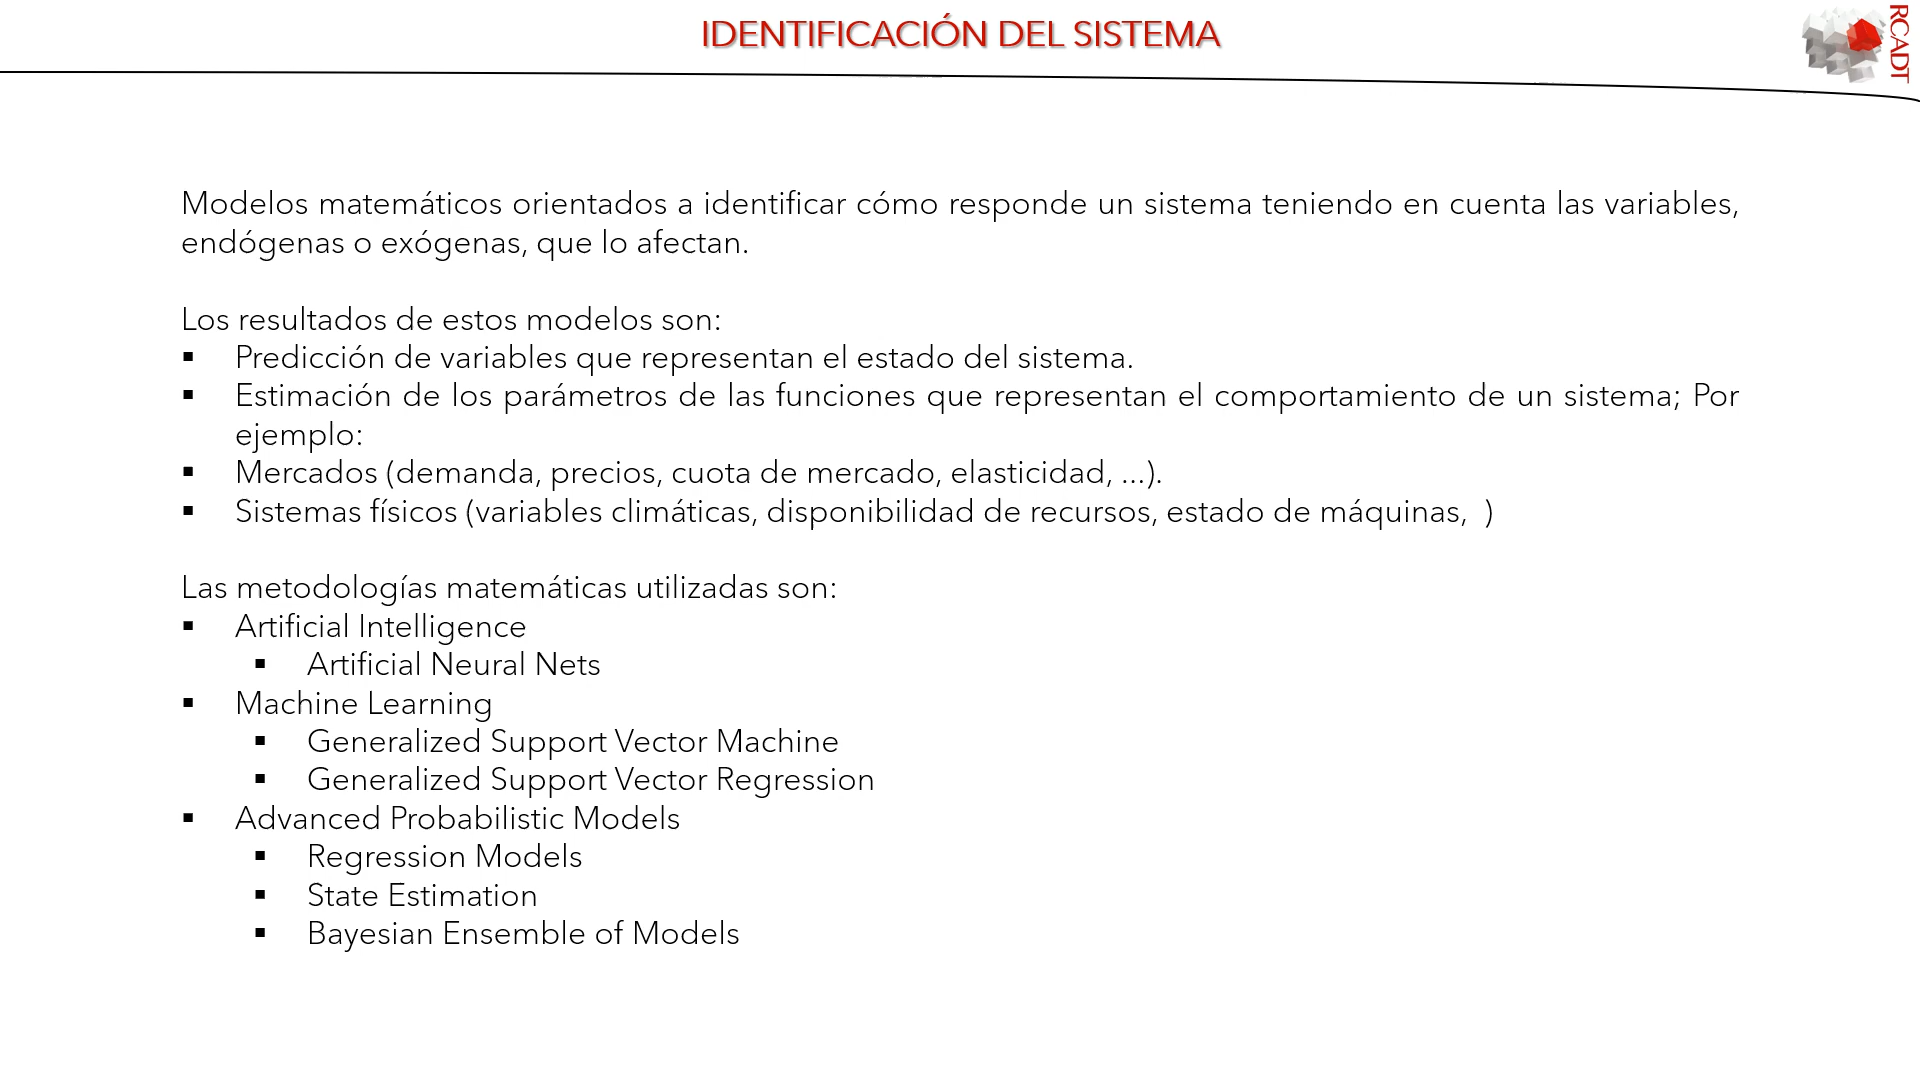 IDENTIFICACIÓN DEL SISTEMA
RCADT
Modelos matemáticos orientados a identificar cómo responde un sistema teniendo en cuenta las variables,
endógenas o exógenas, que lo afectan.
Los resultados de estos modelos son:
▪ Predicción de variables que representan el estado del sistema.
▪ Estimación de los parámetros de las funciones que representan el comportamiento de un sistema; Por
ejemplo:
▪ Mercados (demanda, precios, cuota de mercado, elasticidad, ...).
▪ Sistemas físicos (variables climáticas, disponibilidad de recursos, estado de máquinas,  )
Las metodologías matemáticas utilizadas son:
▪ Artificial Intelligence
▪ Artificial Neural Nets
▪ Machine Learning
▪ Generalized Support Vector Machine
▪ Generalized Support Vector Regression
▪ Advanced Probabilistic Models
▪ Regression Models
▪ State Estimation
▪ Bayesian Ensemble of Models